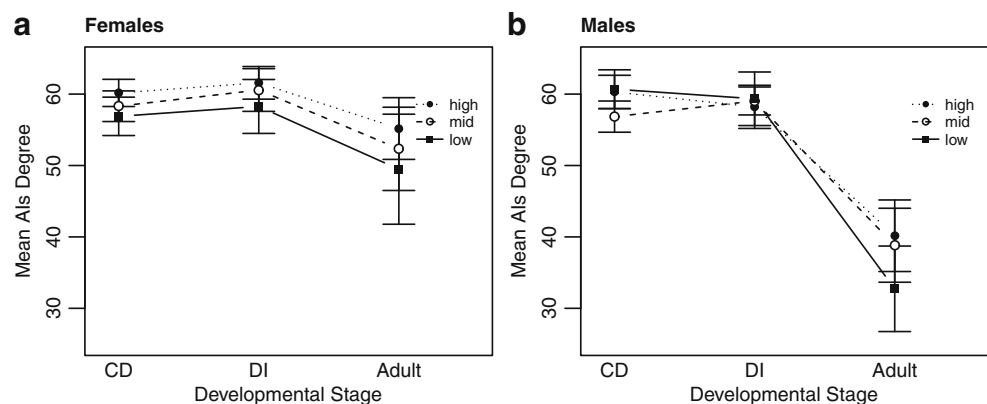 a Females
Mean AIs Degree
60
50
40
30
high
mid
low
CD DI Adult
Developmental Stage
b Males
Mean AIs Degree
60
50
40
30
high
mid
low
CD DI Adult
Developmental Stage